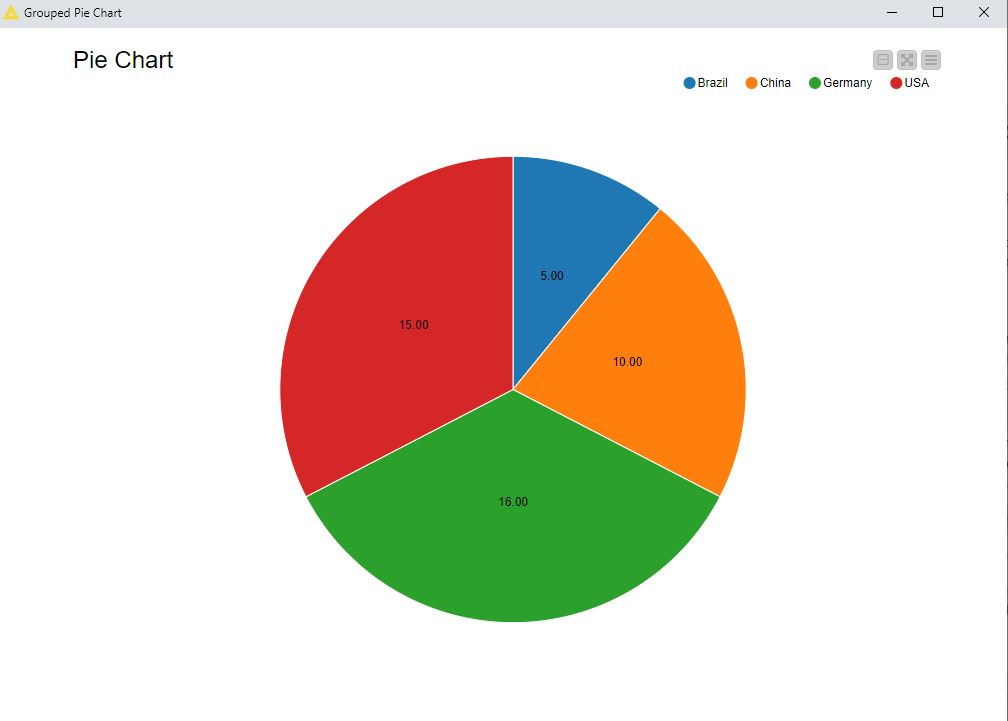 Grouped Pie Chart
Pie Chart
Brazil China Germany USA
5.00
15.00
10.00
16.00